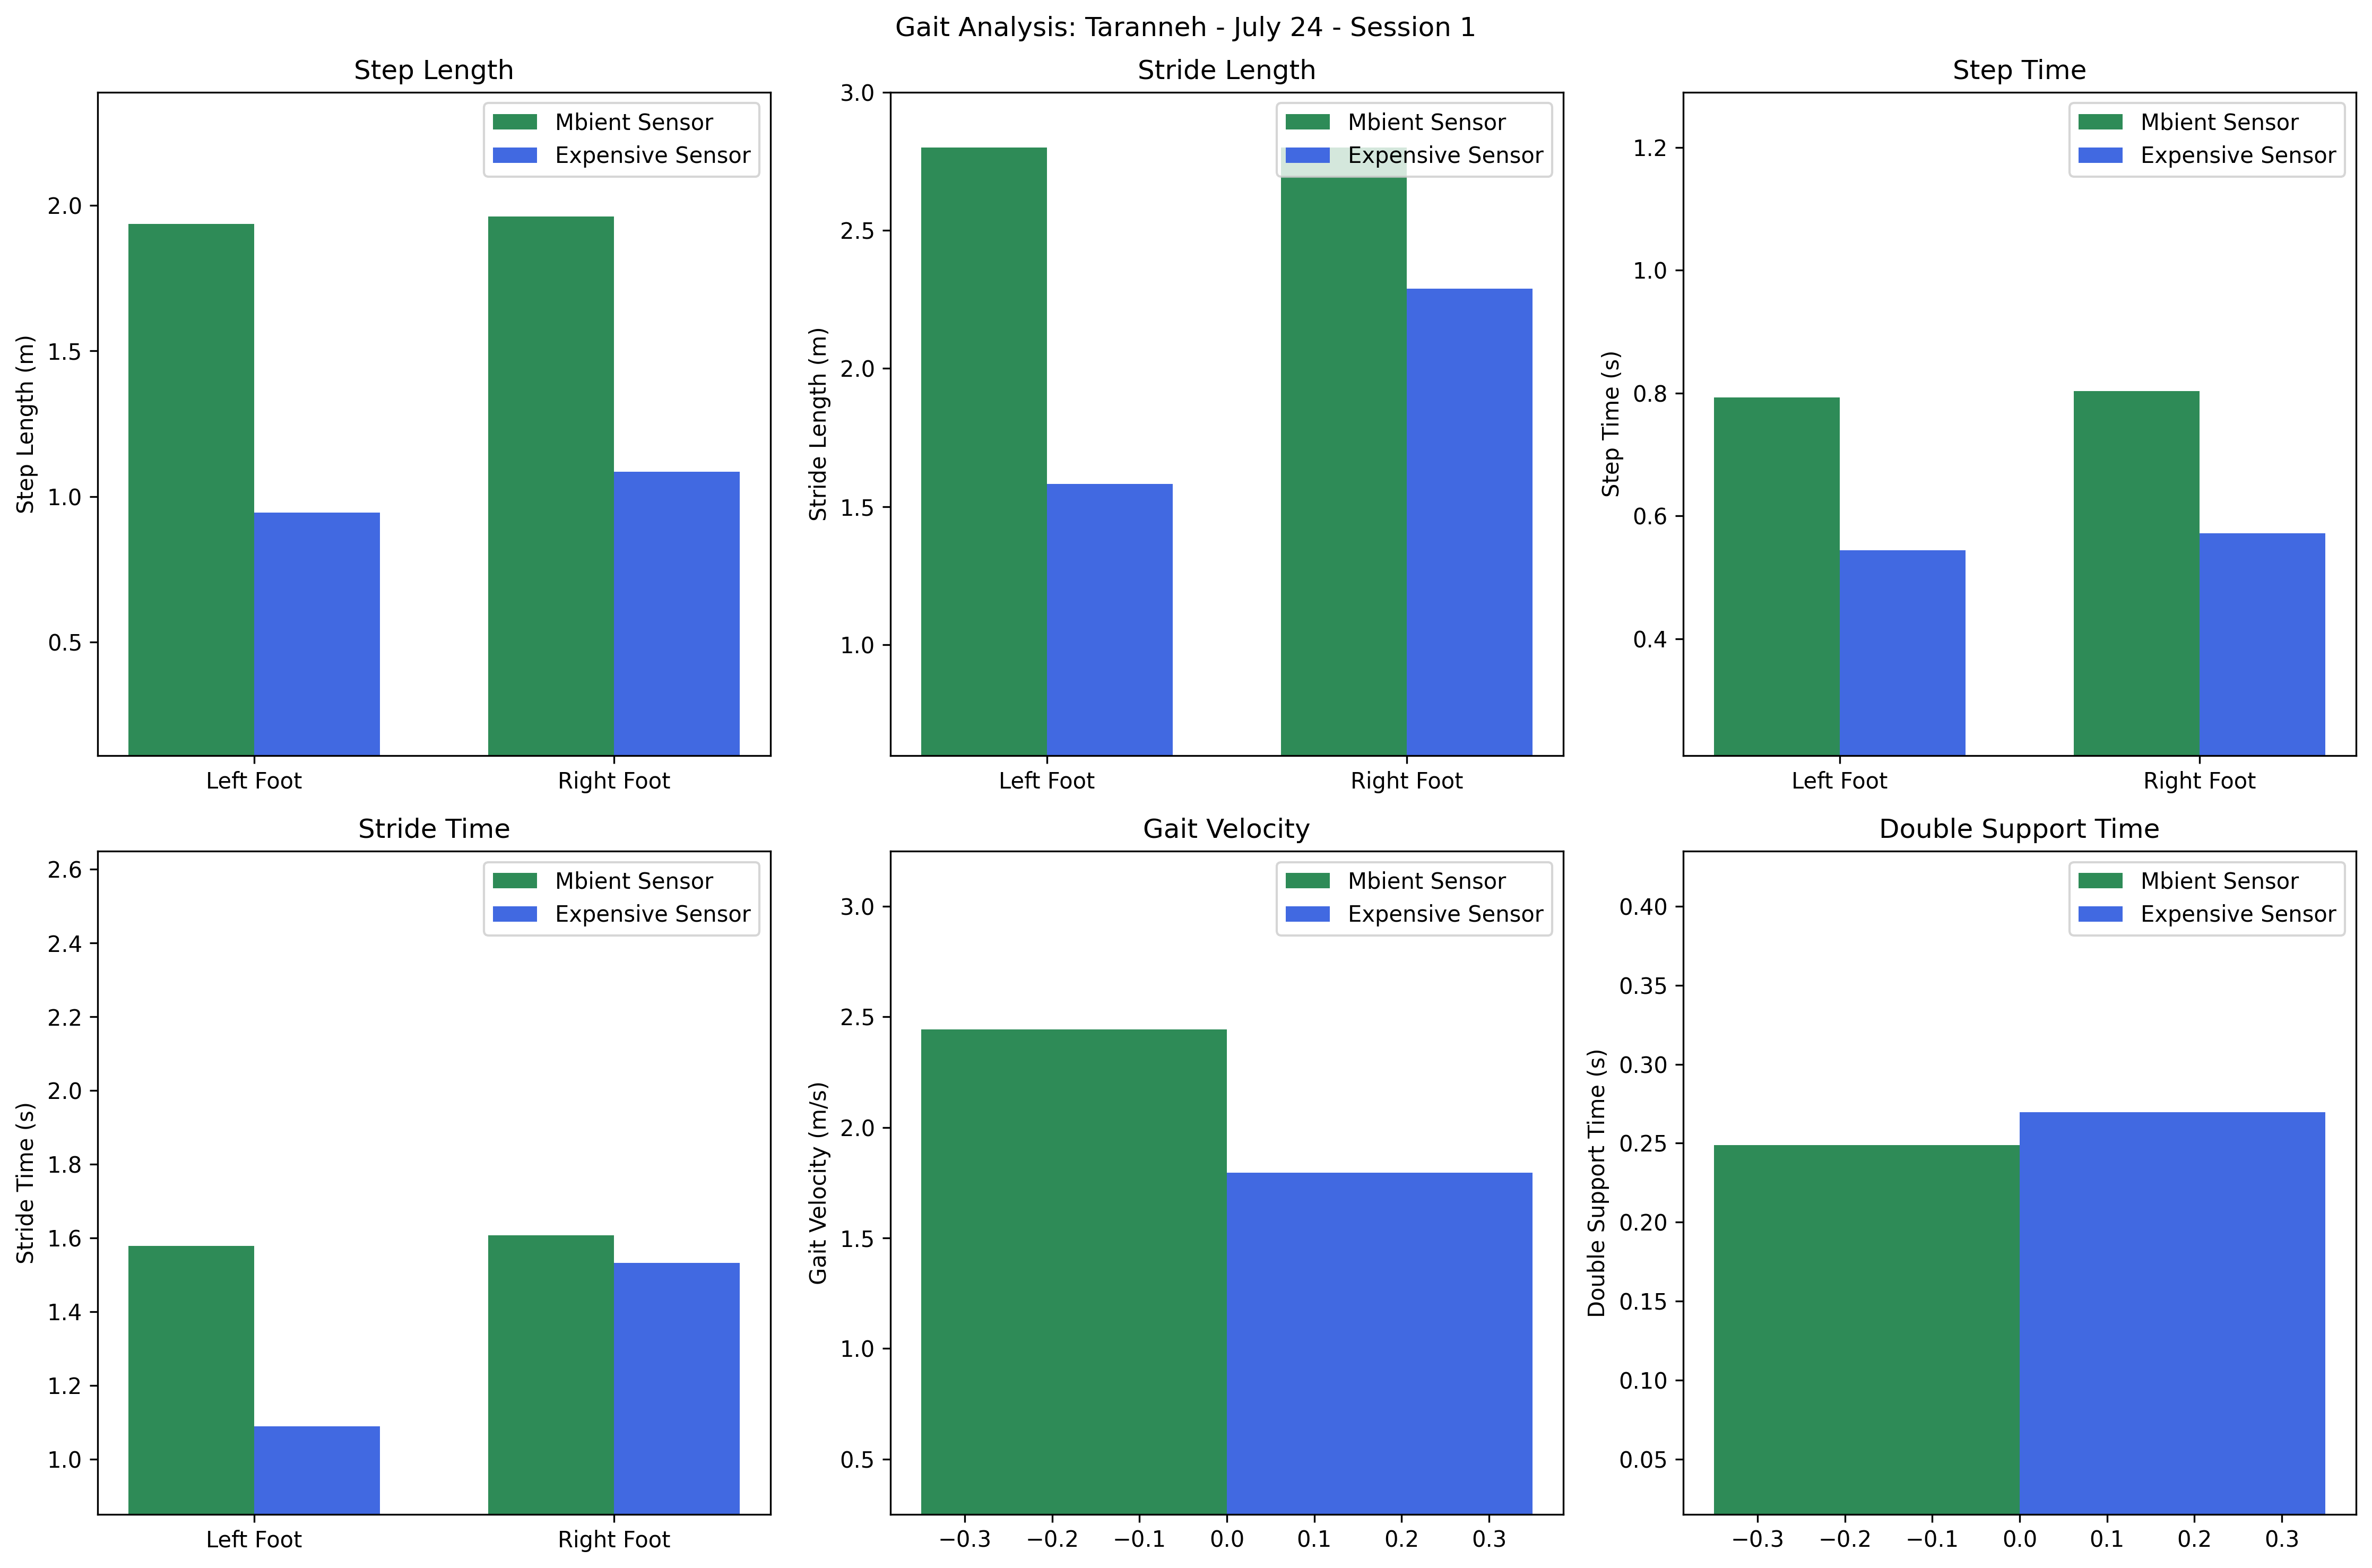 Gait Analysis: Taranneh - July 24 - Session 1
Step Length
Step Length (m)
2.0
1.5
1.0
0.5
Mbient Sensor
Expensive Sensor
Left Foot
Right Foot
Stride Length
Stride Length (m)
3.0
2.5
2.0
1.5
1.0
Mbient Sensor
Expensive Sensor
Left Foot
Right Foot
Step Time
Step Time (s)
1.2
1.0
0.8
0.6
0.4
Mbient Sensor
Expensive Sensor
Left Foot
Right Foot
Stride Time
Stride Time (s)
2.6
2.4
2.2
2.0
1.8
1.6
1.4
1.2
1.0
Mbient Sensor
Expensive Sensor
Left Foot
Right Foot
Gait Velocity
Gait Velocity (m/s)
3.0
2.5
2.0
1.5
1.0
0.5
Mbient Sensor
Expensive Sensor
−0.3 −0.2 −0.1 0.0 0.1 0.2 0.3
Double Support Time
Double Support Time (s)
0.40
0.35
0.30
0.25
0.20
0.15
0.10
0.05
Mbient Sensor
Expensive Sensor
−0.3 −0.2 −0.1 0.0 0.1 0.2 0.3